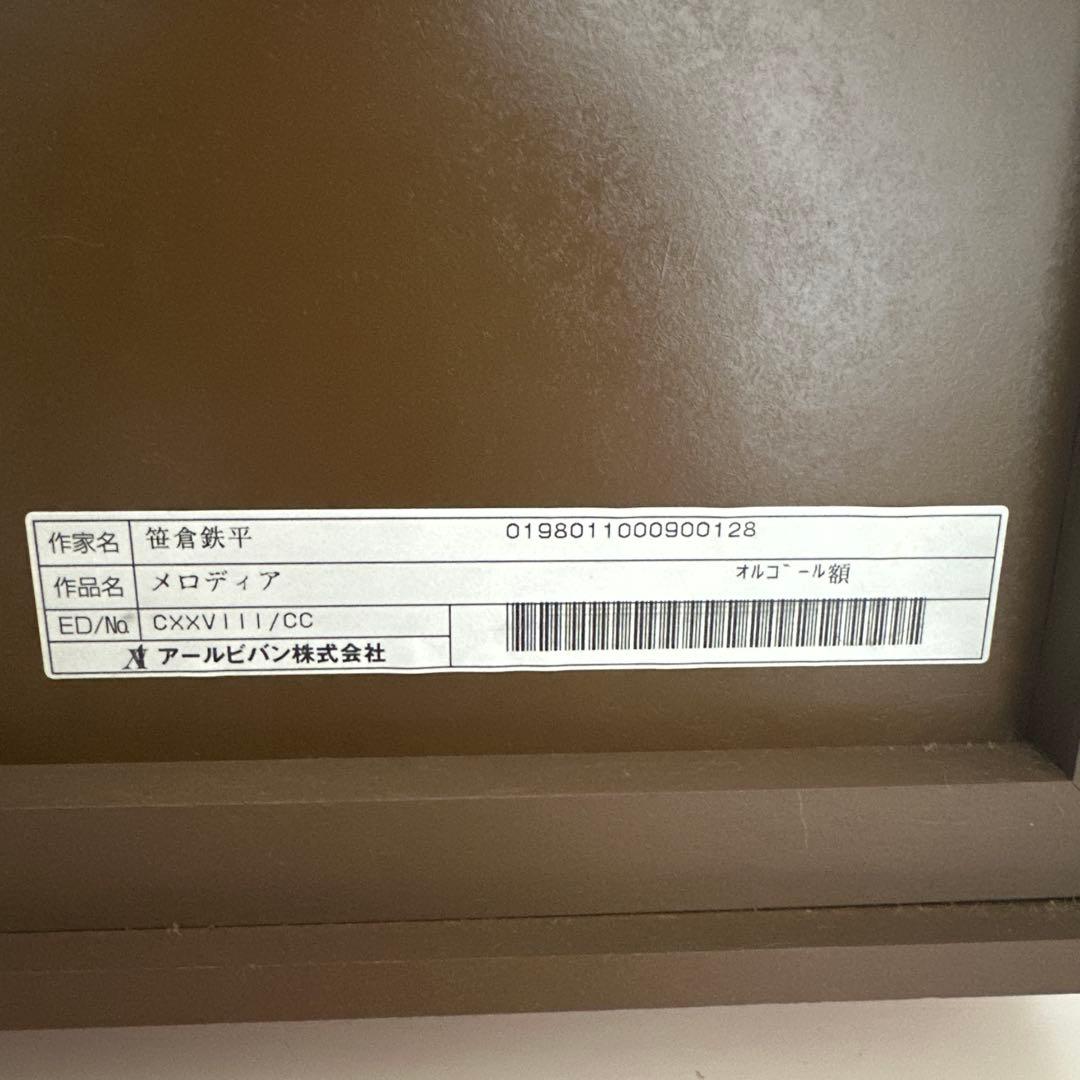 作家名 笹倉鉄平 0198011000900128
作品名 メロディア ｵﾙｺﾞｰﾙ額
ED/No. CXXVIII/CC
アールビバン株式会社